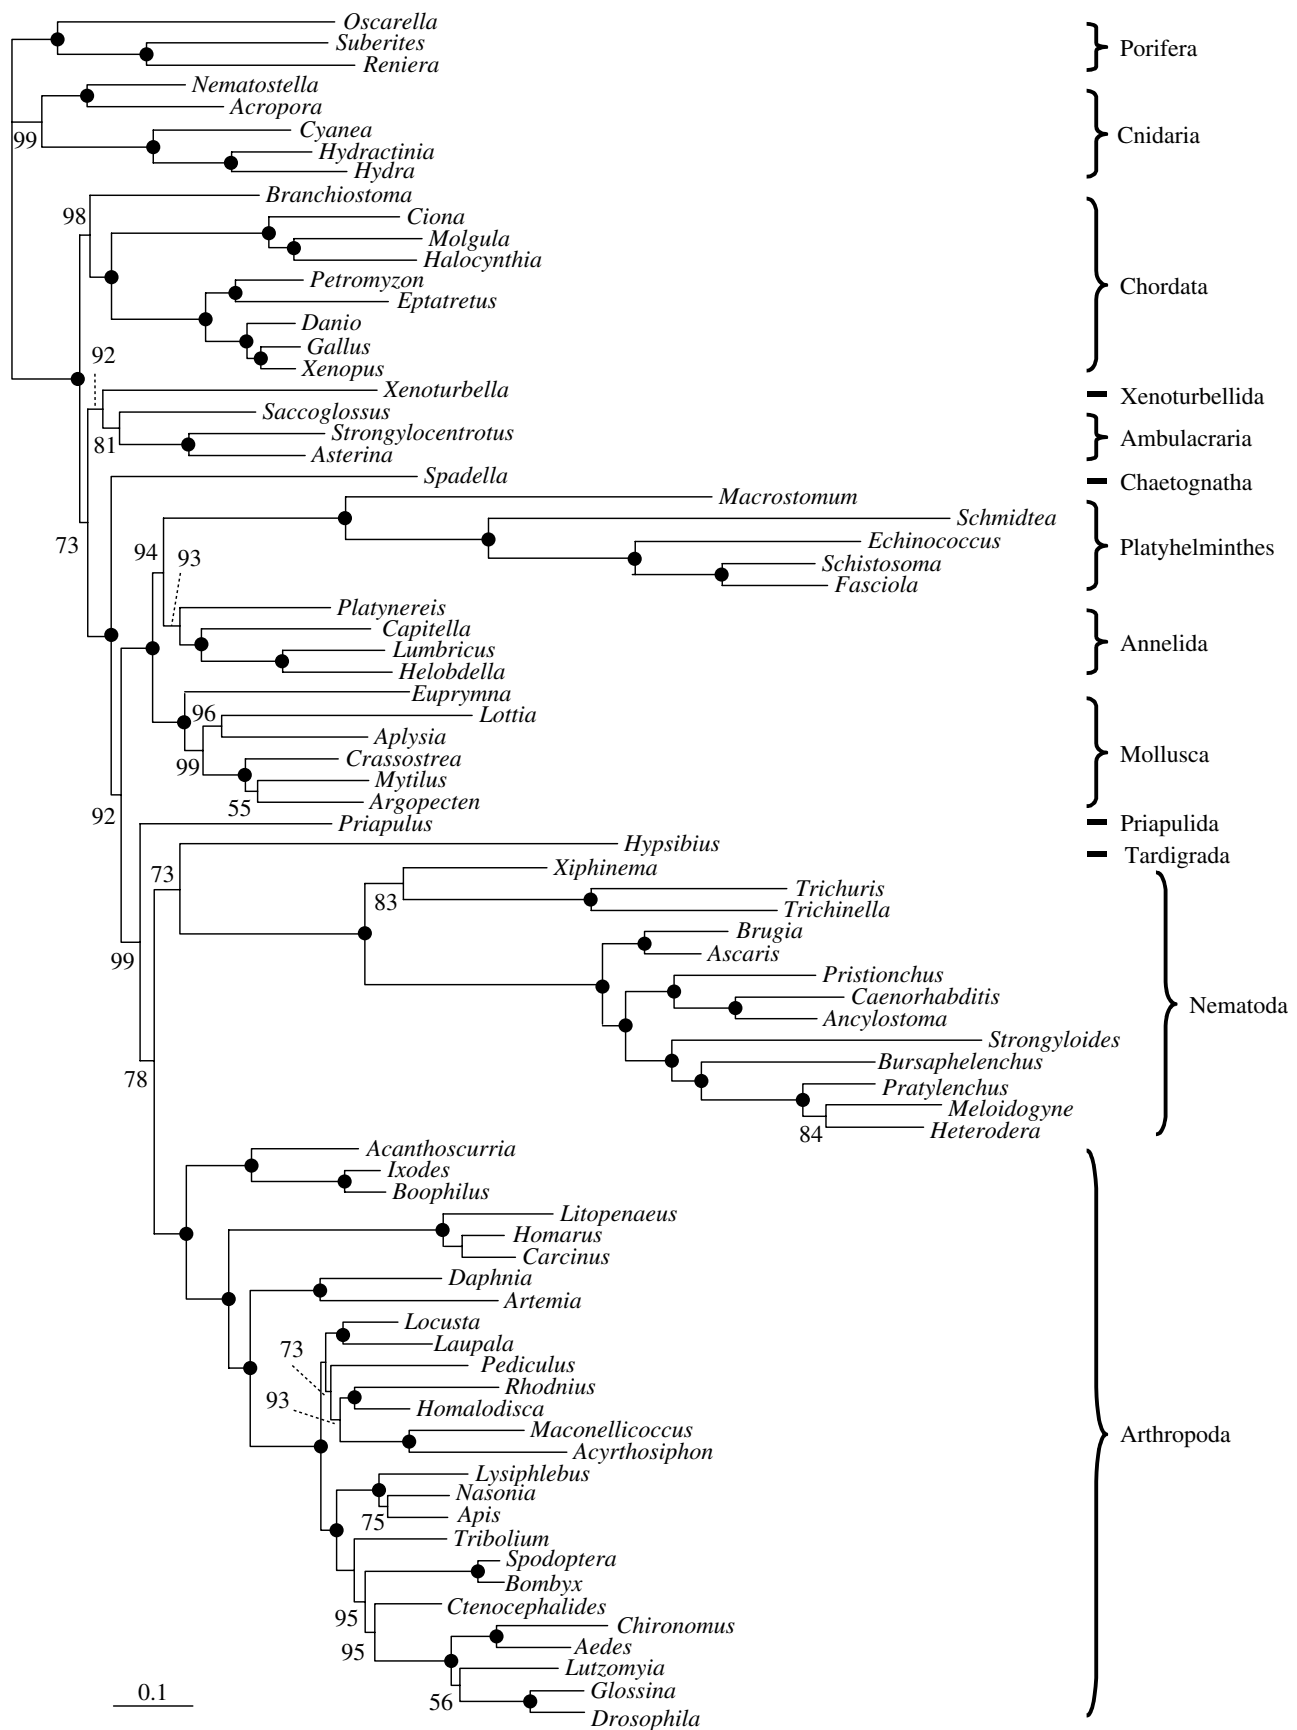 Oscarella
Suberites
Reniera
Porifera
Nematostella
Acropora
99
Cyanea
Hydractinia
Hydra
Cnidaria
Branchiostoma
98
Ciona
Molgula
Halocynthia
Petromyzon
Eptatretus
Danio
Gallus
Xenopus
Chordata
92
Xenoturbella
Xenoturbellida
Saccoglossus
81
Strongylocentrotus
Asterina
Ambulacraria
Spadella
Chaetognatha
73
Macrostomum
Schmidtea
Echinococcus
Schistosoma
Fasciola
Platyhelminthes
94
93
Platynereis
Capitella
Lumbricus
Helobdella
Annelida
Euprymna
96
Lottia
Aplysia
99
Crassostrea
Mytilus
55
Argopecten
Mollusca
92
Priapulus
Priapulida
Hypsibius
Tardigrada
73
Xiphinema
83
Trichuris
Trichinella
Brugia
Ascaris
99
Pristionchus
Caenorhabditis
Ancylostoma
Nematoda
Strongyloides
78
Bursaphelenchus
Pratylenchus
Meloidogyne
84
Heterodera
Acanthoscurria
Ixodes
Boophilus
Litopenaeus
Homarus
Carcinus
Daphnia
Artemia
Locusta
73
Laupala
Pediculus
93
Rhodnius
Homalodisca
Maconellicoccus
Acyrthosiphon
Arthropoda
Lysiphlebus
Nasonia
75
Apis
Tribolium
Spodoptera
Bombyx
95
Ctenocephalides
Chironomus
95
Aedes
Lutzomyia
56
Glossina
Drosophila
0.1